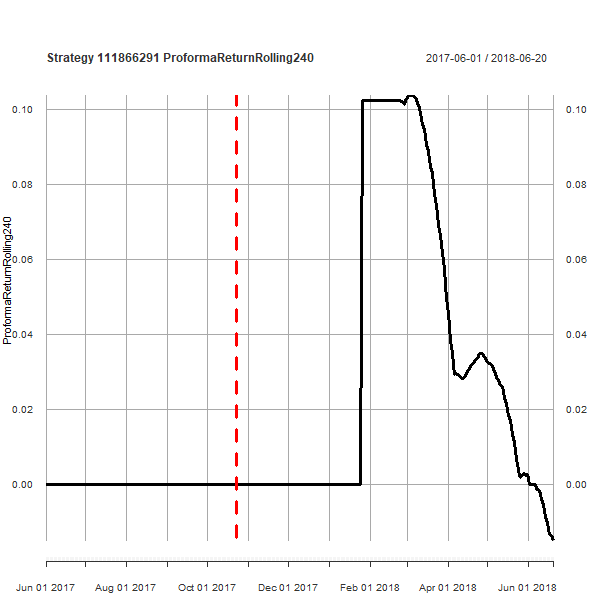 Strategy 111866291 ProformaReturnRolling240
2017-06-01 / 2018-06-20
ProformaReturnRolling240
0.10
0.08
0.06
0.04
0.02
0.00
0.10
0.08
0.06
0.04
0.02
0.00
Jun 01 2017
Aug 01 2017
Oct 01 2017
Dec 01 2017
Feb 01 2018
Apr 01 2018
Jun 01 2018